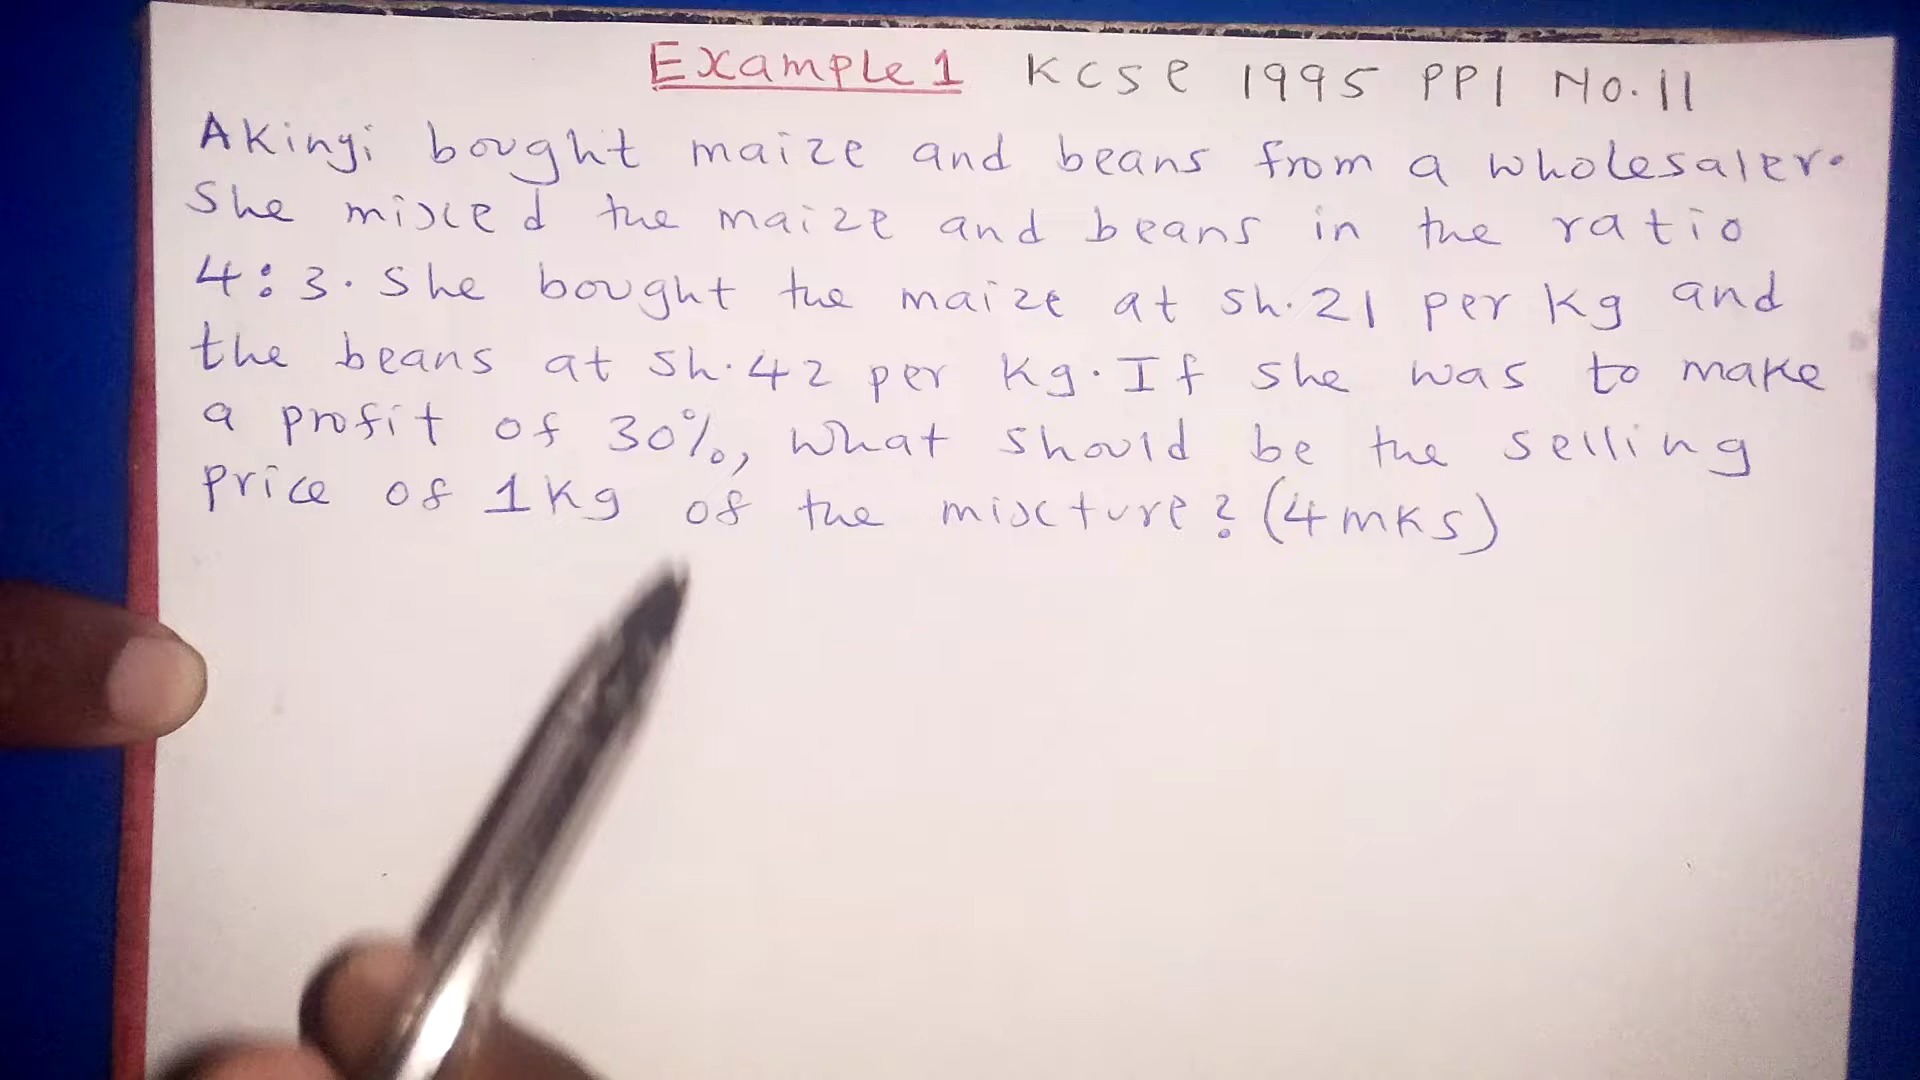 Example 1 KCSE 1995 PP1 No.11
Akinyi bought maize and beans from a wholesaler.
She mixed the maize and beans in the ratio
4:3. She bought the maize at sh.21 per kg and
the beans at sh.42 per kg. If she was to make
a profit of 30%, what should be the selling
price of 1kg of the mixture? (4mks)